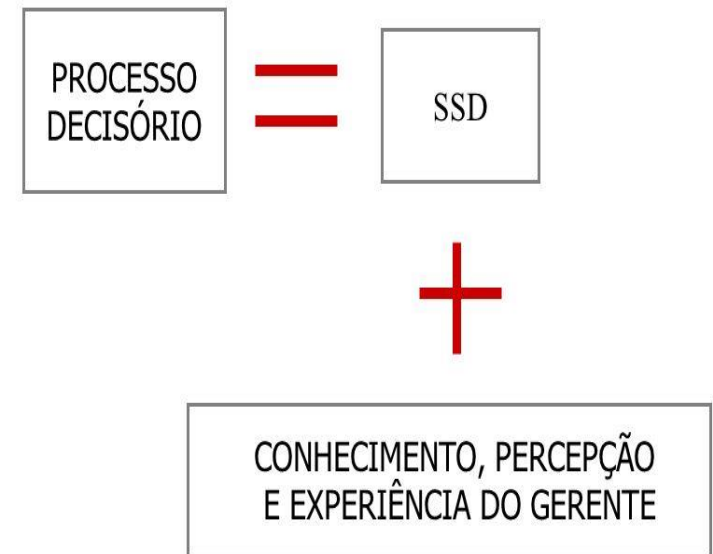 PROCESSO
DECISÓRIO
SSD
CONHECIMENTO, PERCEPÇÃO
E EXPERIÊNCIA DO GERENTE